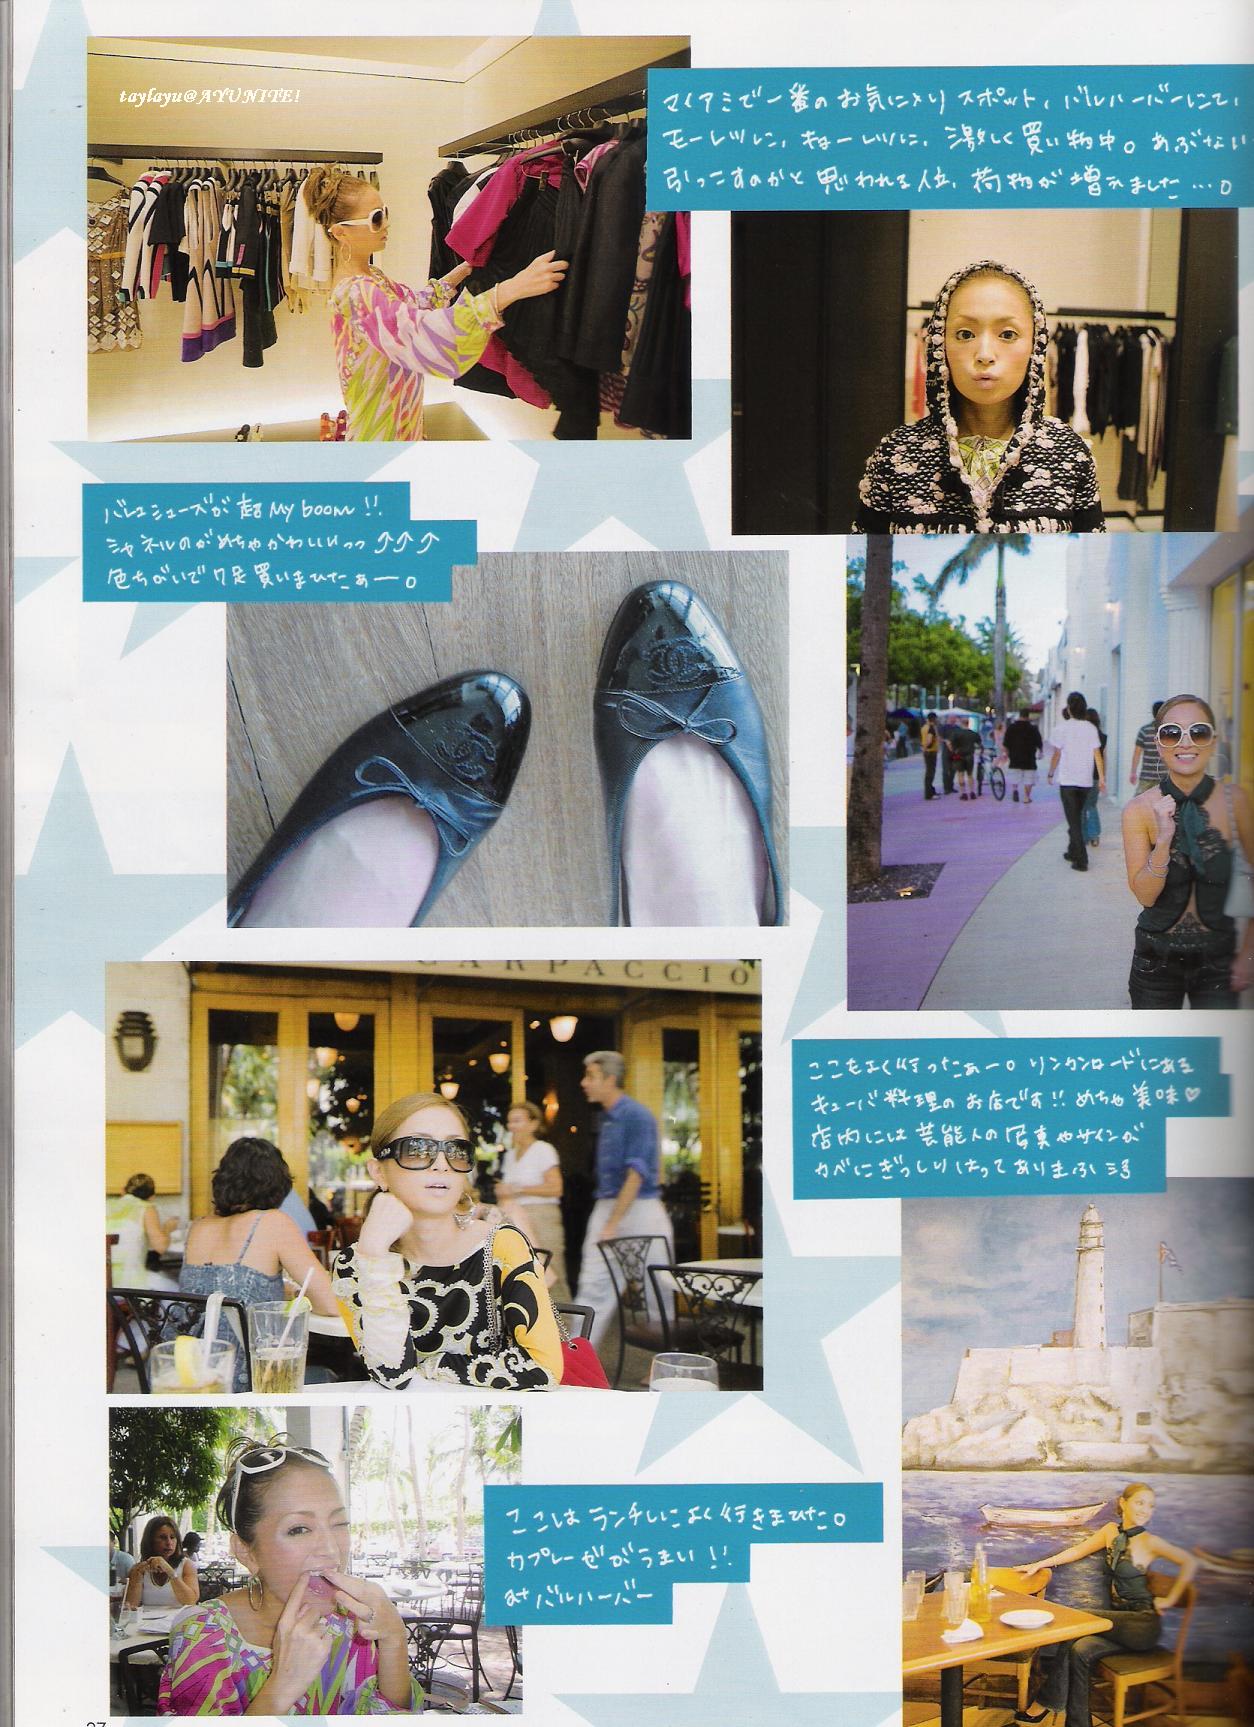 taylayu@AYUNITE!
マイアミで一番のお気に入りスポット、バルハーバーにて、
モーレツに、キョーレツに、激しく買い物中。あぶない
引っこすのかと思われる位、荷物が増えました…。
バレエシューズが超My boom!!
シャネルのがめちゃかわいいっっ↑↑↑
色ちがいで7足買いまひたぁー。
CARPACCIO
ここもよく行ったぁー。リンカンロードにある
キューバ料理のお店です!!めちゃ美味♡
店内には芸能人の写真やサインが
カベにぎっしりはってありまふ
ここはランチしによく行きまひた。
カプレーゼがうまい!!
at バルハーバー